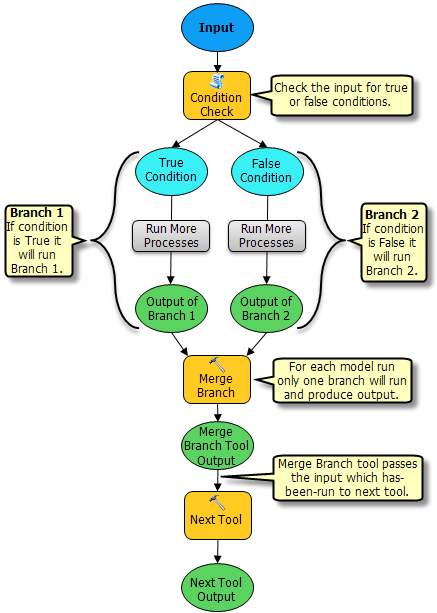 Input
Condition
Check
Check the input for true
or false conditions.
True
Condition
False
Condition
Branch 1
If condition
is True it
will run
Branch 1.
Run More
Processes
Run More
Processes
Branch 2
If condition
is False it
will run
Branch 2.
Output of
Branch 1
Output of
Branch 2
Merge
Branch
For each model run
only one branch will run
and produce output.
Merge
Branch Tool
Output
Merge Branch tool passes
the input which has-
been-run to next tool.
Next Tool
Next Tool
Output